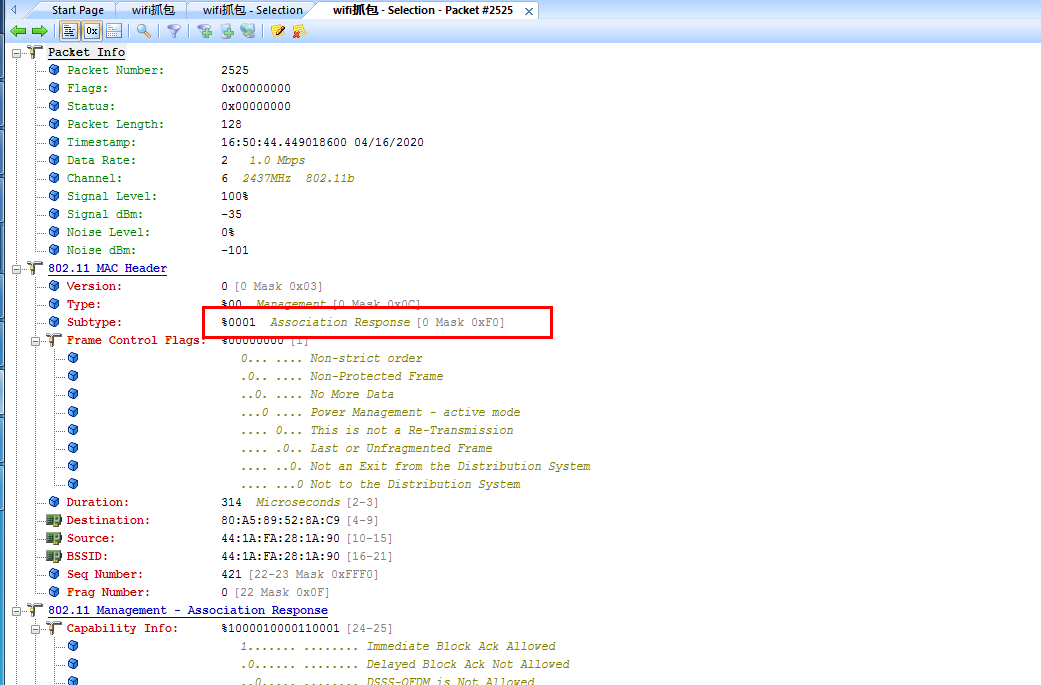 Start Page wifi抓包 wifi抓包 - Selection wifi抓包 - Selection - Packet #2525
0x
Packet Info
Packet Number: 2525
Flags: 0x00000000
Status: 0x00000000
Packet Length: 128
Timestamp: 16:50:44.449018600 04/16/2020
Data Rate: 2 1.0 Mbps
Channel: 6 2437MHz 802.11b
Signal Level: 100%
Signal dBm: -35
Noise Level: 0%
Noise dBm: -101
802.11 MAC Header
Version: 0 [0 Mask 0x03]
Type: %00 Management [0 Mask 0x0C]
Subtype: %0001 Association Response [0 Mask 0xF0]
Frame Control Flags: %00000000 [1]
0... .... Non-strict order
.0.. .... Non-Protected Frame
..0. .... No More Data
...0 .... Power Management - active mode
.... 0... This is not a Re-Transmission
.... .0.. Last or Unfragmented Frame
.... ..0. Not an Exit from the Distribution System
.... ...0 Not to the Distribution System
Duration: 314 Microseconds [2-3]
Destination: 80:A5:89:52:8A:C9 [4-9]
Source: 44:1A:FA:28:1A:90 [10-15]
BSSID: 44:1A:FA:28:1A:90 [16-21]
Seq Number: 421 [22-23 Mask 0xFFF0]
Frag Number: 0 [22 Mask 0x0F]
802.11 Management - Association Response
Capability Info: %1000010000110001 [24-25]
1....... ........ Immediate Block Ack Allowed
.0...... ........ Delayed Block Ack Not Allowed
..0..... ........ DSSS-OFDM is Not Allowed